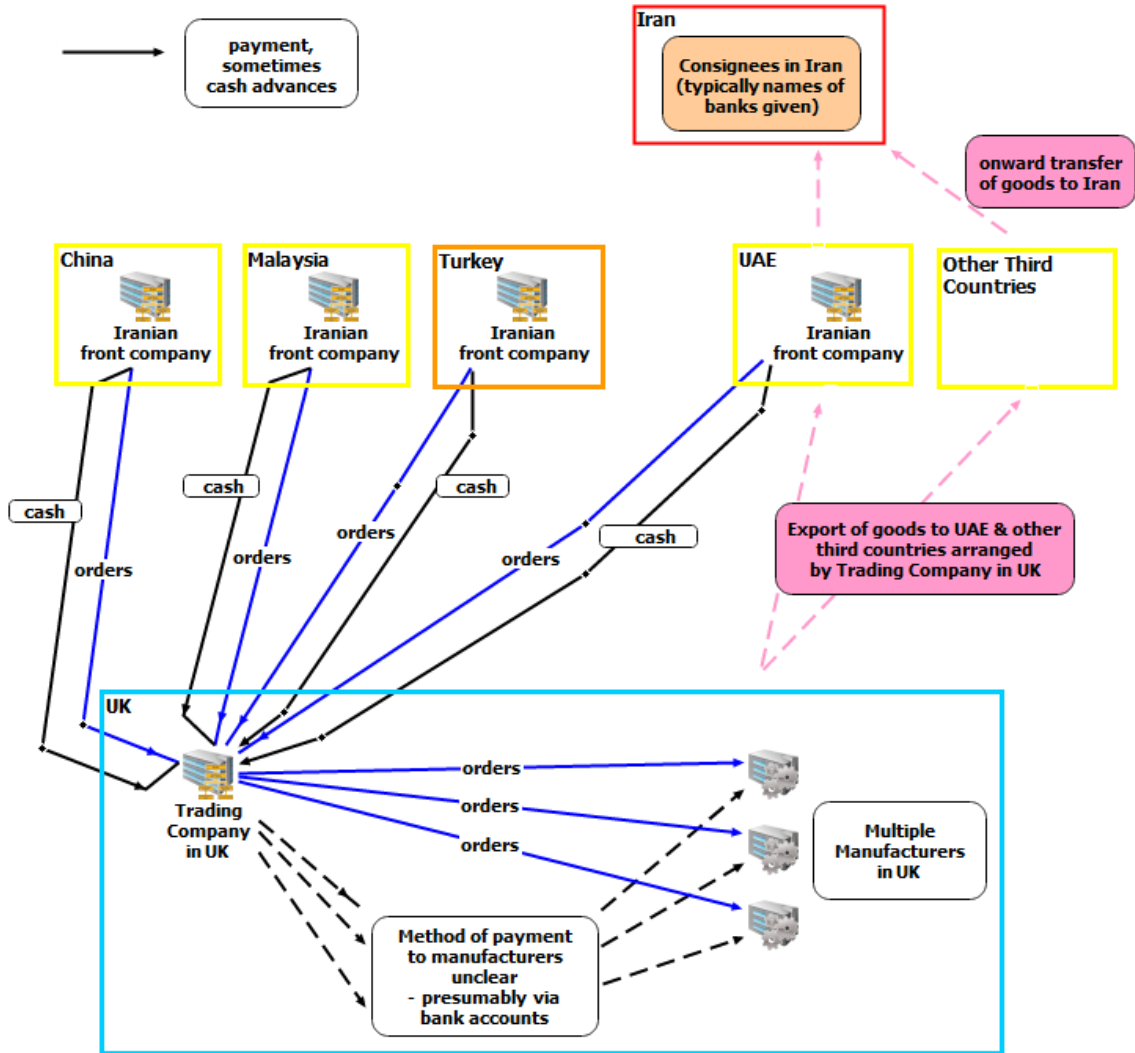 payment,
sometimes
cash advances
Iran
Consignees in Iran
(typically names of
banks given)
onward transfer
of goods to Iran
China
Iranian
front company
Malaysia
Iranian
front company
Turkey
Iranian
front company
UAE
Iranian
front company
Other Third
Countries
cash
cash
cash
cash
orders
orders
orders
orders
Export of goods to UAE & other
third countries arranged
by Trading Company in UK
UK
Trading
Company
in UK
orders
orders
orders
Multiple
Manufacturers
in UK
Method of payment
to manufacturers
unclear
- presumably via
bank accounts